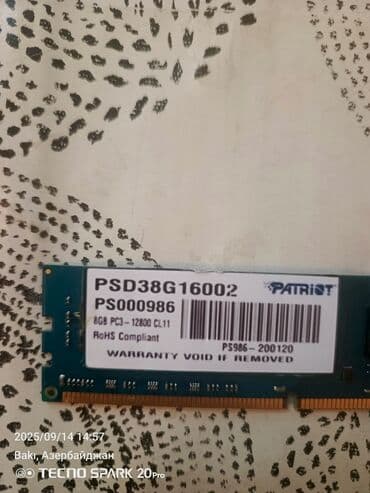 PSD38G16002
PATRIOT
PS000986
8GB PC3-12800 CL11
RoHS Compliant
PS986-200120
WARRANTY VOID IF REMOVED
2025/09/14 14:57
Bakı, Азербайджан
TECNO SPARK 20Pro